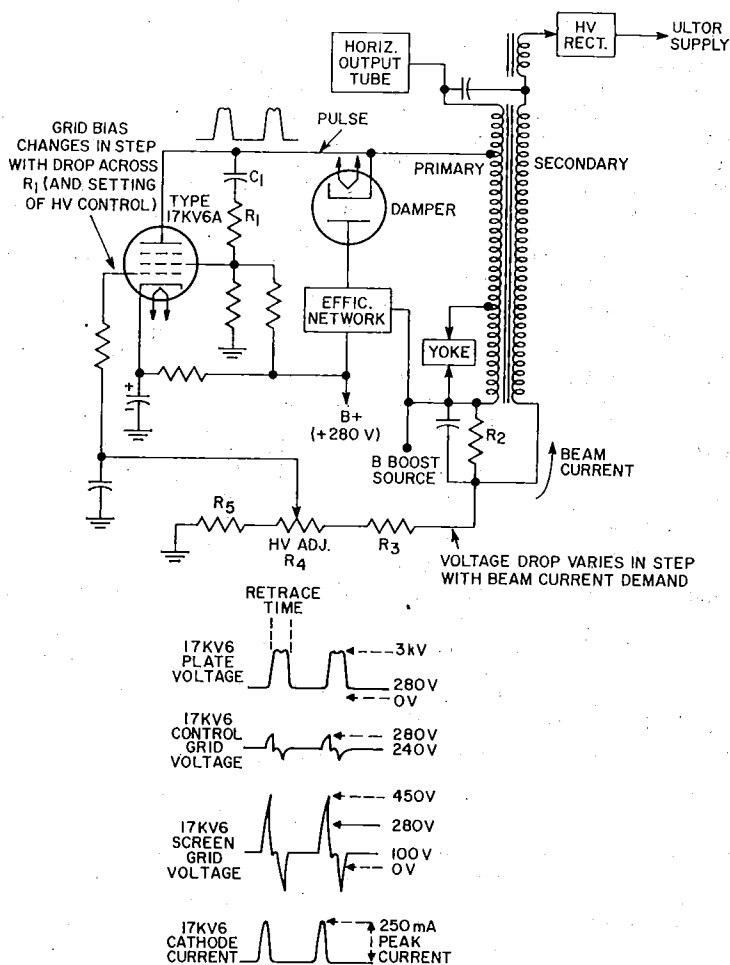 HV
RECT.
ULTOR
SUPPLY
HORIZ.
OUTPUT
TUBE
GRID BIAS
CHANGES IN STEP
WITH DROP ACROSS
R1 (AND SETTING
OF HV CONTROL)
PULSE
PRIMARY
SECONDARY
TYPE
17KV6A
C1
R1
DAMPER
EFFIC.
NETWORK
YOKE
B+
(+280 V)
R2
B BOOST
SOURCE
BEAM
CURRENT
+
-
R5
HV ADJ.
R4
R3
VOLTAGE DROP VARIES IN STEP
WITH BEAM CURRENT DEMAND
RETRACE
TIME
17KV6
PLATE
VOLTAGE
3kV
280V
0V
17KV6
CONTROL
GRID
VOLTAGE
280V
240V
17KV6
SCREEN
GRID
VOLTAGE
450V
280V
100V
0V
17KV6
CATHODE
CURRENT
250mA
PEAK
CURRENT